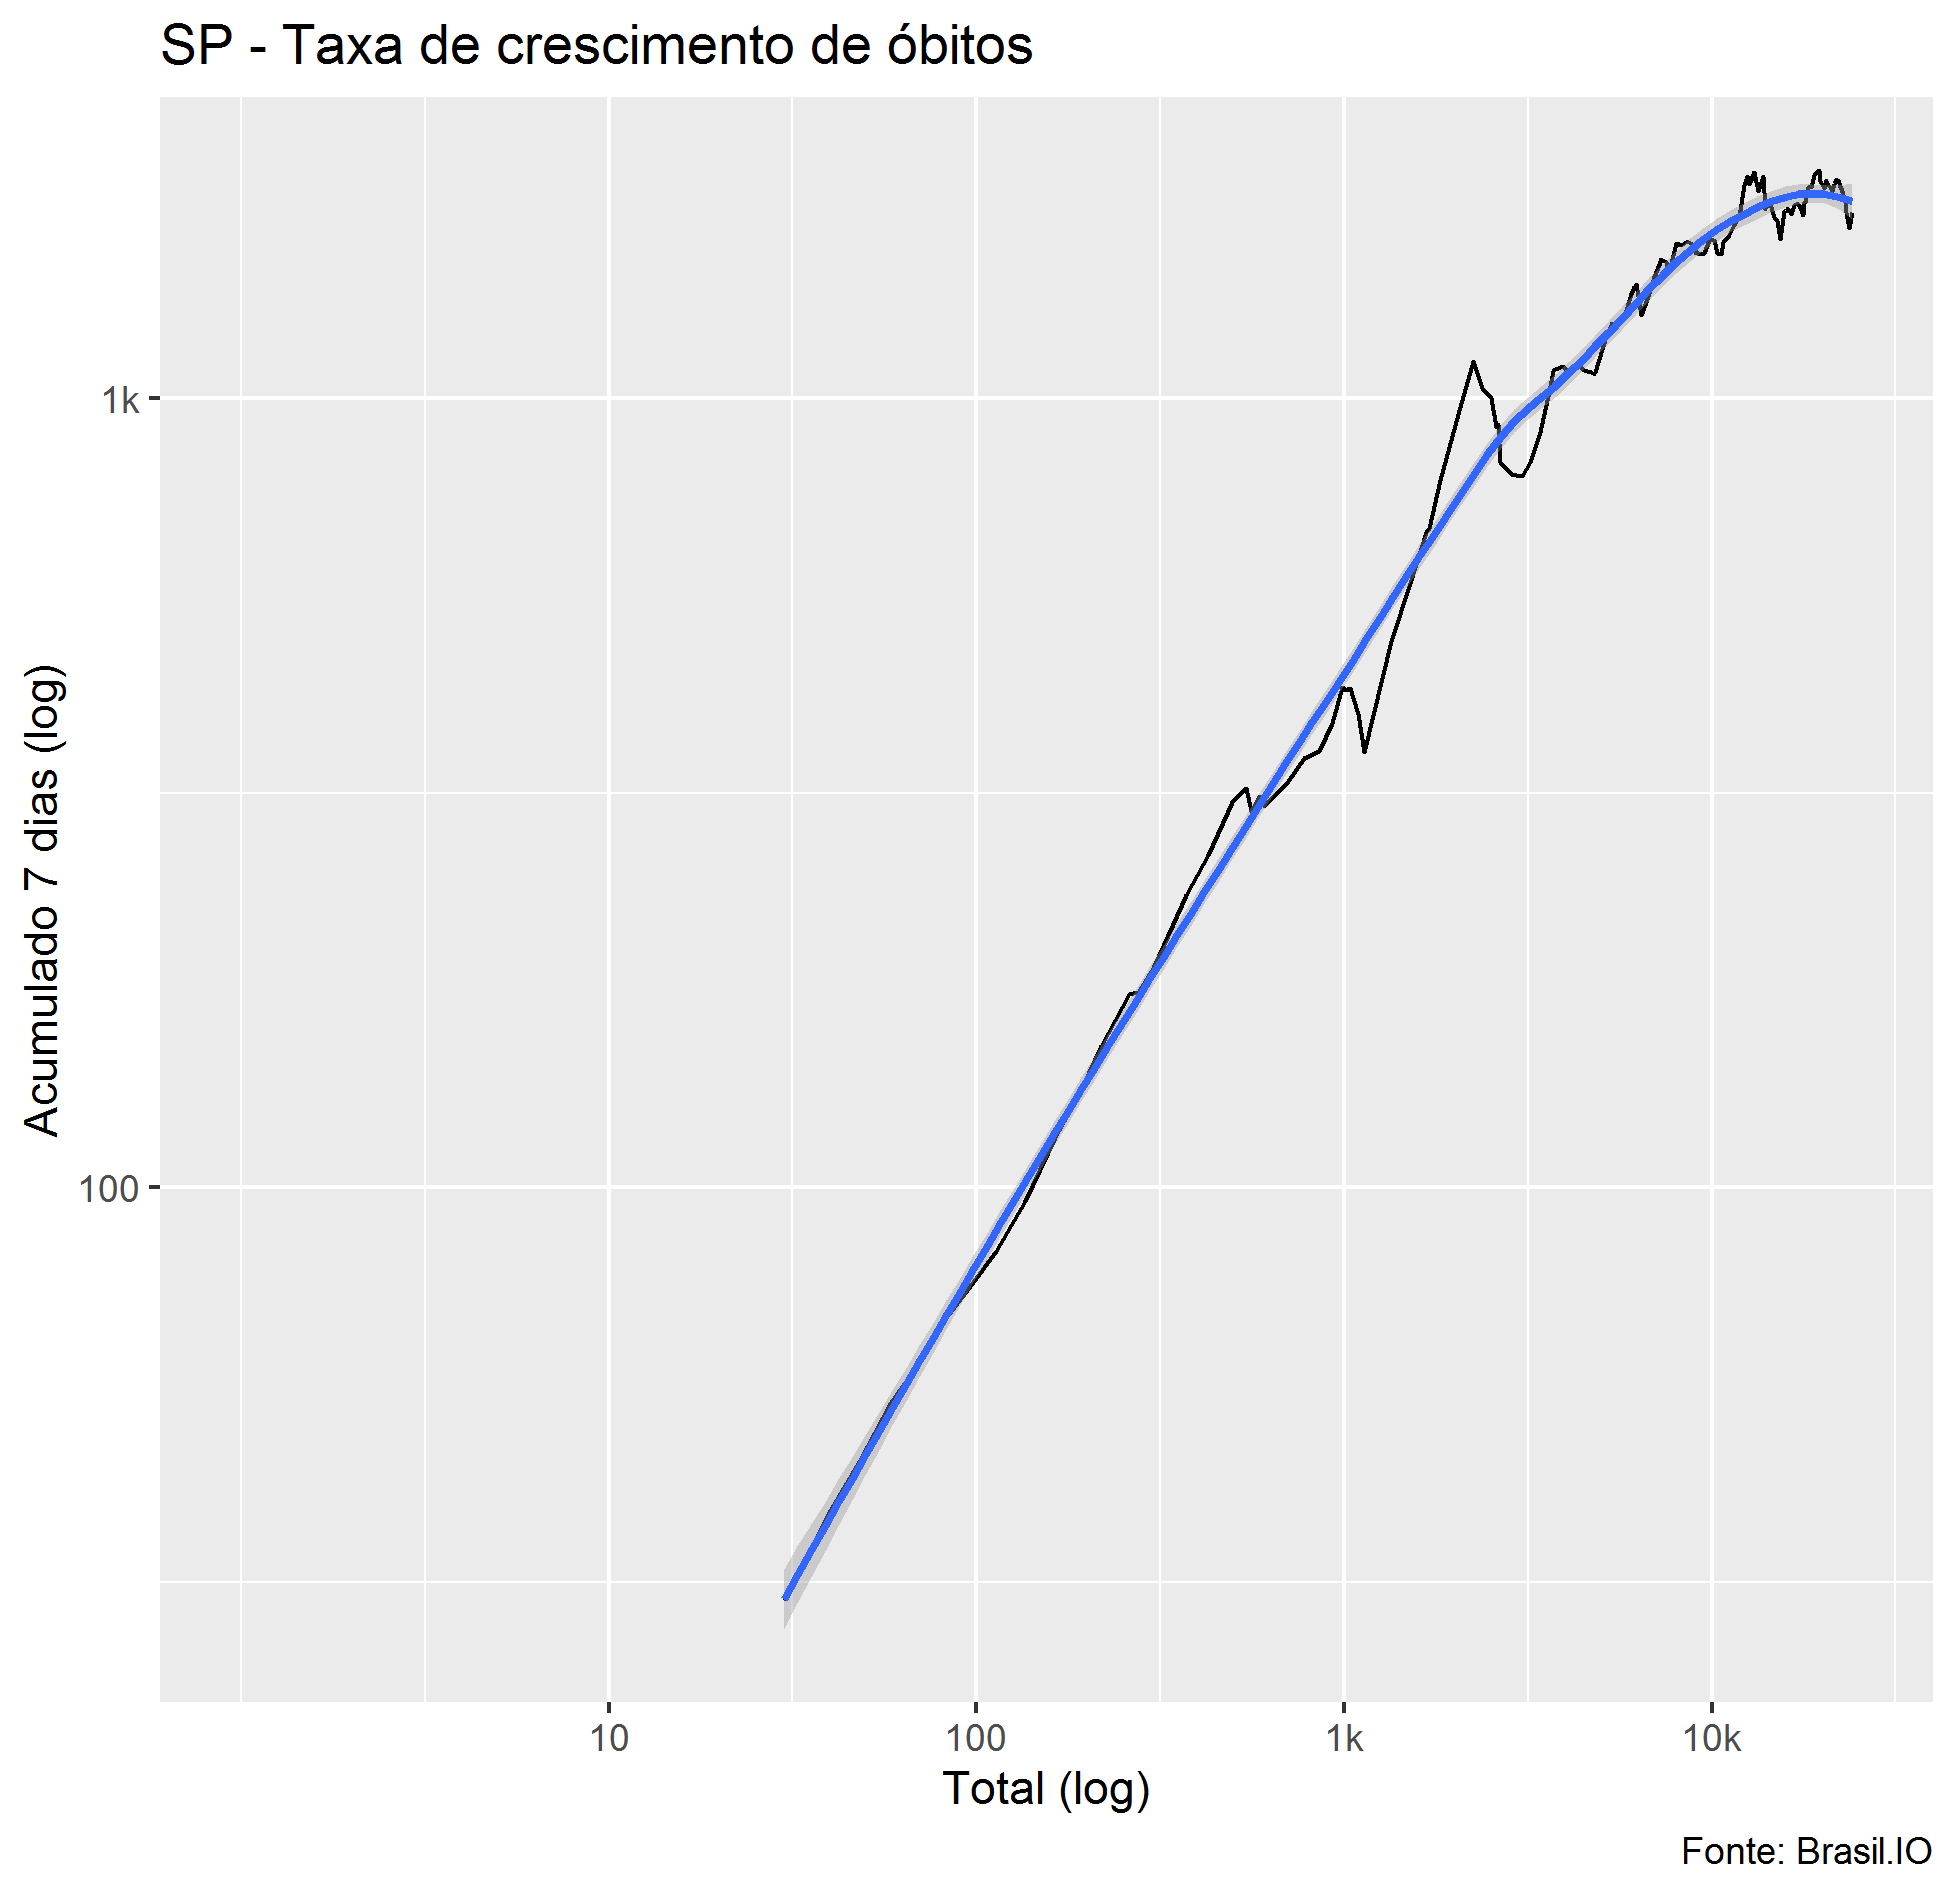 SP - Taxa de crescimento de óbitos
Acumulado 7 dias (log)
1k
100
10
100
1k
10k
Total (log)
Fonte: Brasil.IO